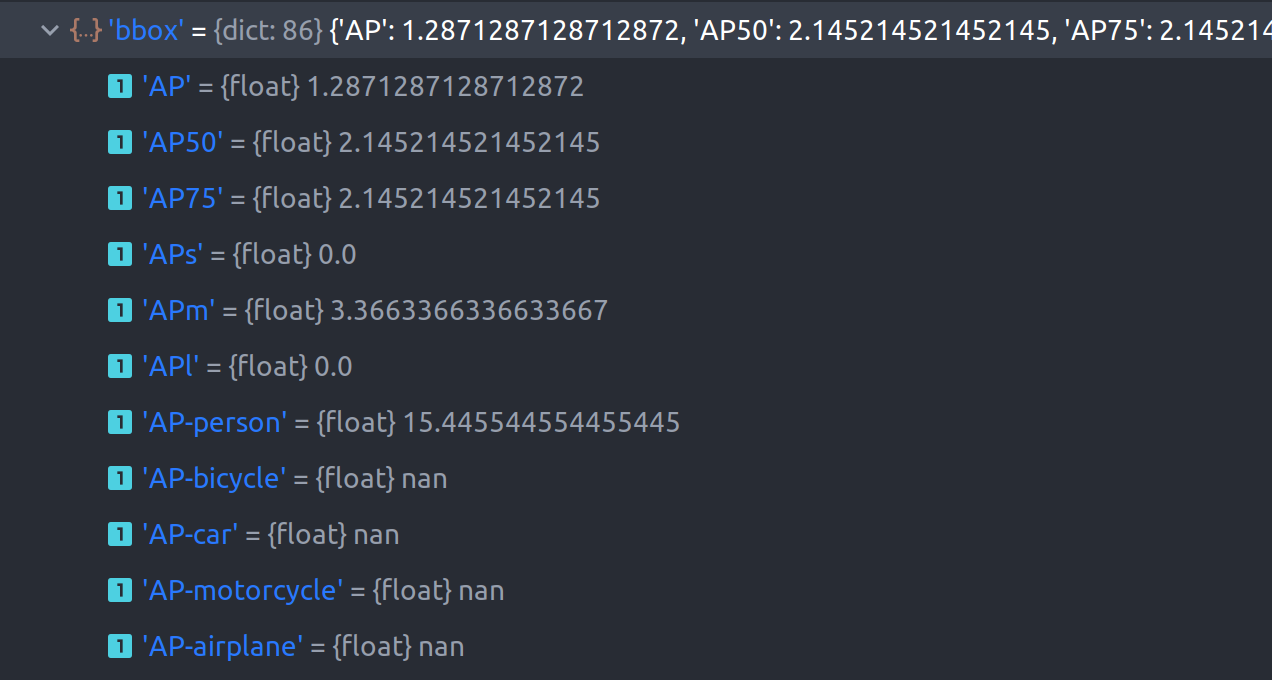 {...} 'bbox' = {dict: 86} {'AP': 1.2871287128712872, 'AP50': 2.145214521452145, 'AP75': 2.14521
1 'AP' = {float} 1.2871287128712872
1 'AP50' = {float} 2.145214521452145
1 'AP75' = {float} 2.145214521452145
1 'APs' = {float} 0.0
1 'APm' = {float} 3.3663366336633667
1 'APl' = {float} 0.0
1 'AP-person' = {float} 15.445544554455445
1 'AP-bicycle' = {float} nan
1 'AP-car' = {float} nan
1 'AP-motorcycle' = {float} nan
1 'AP-airplane' = {float} nan